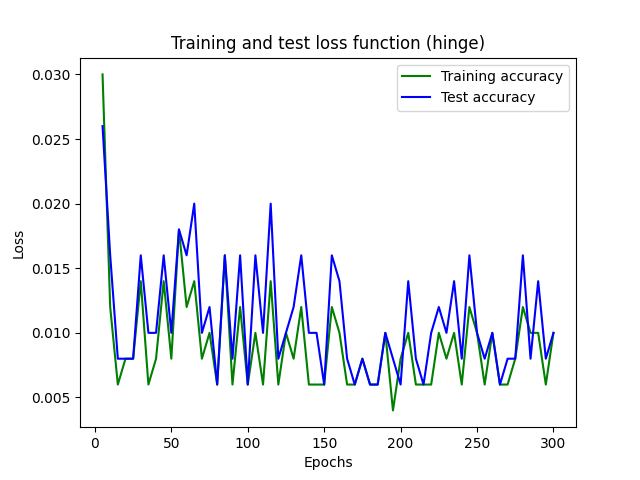 Training and test loss function (hinge)
Training accuracy
Test accuracy
Loss
0.030
0.025
0.020
0.015
0.010
0.005
0 50 100 150 200 250 300
Epochs